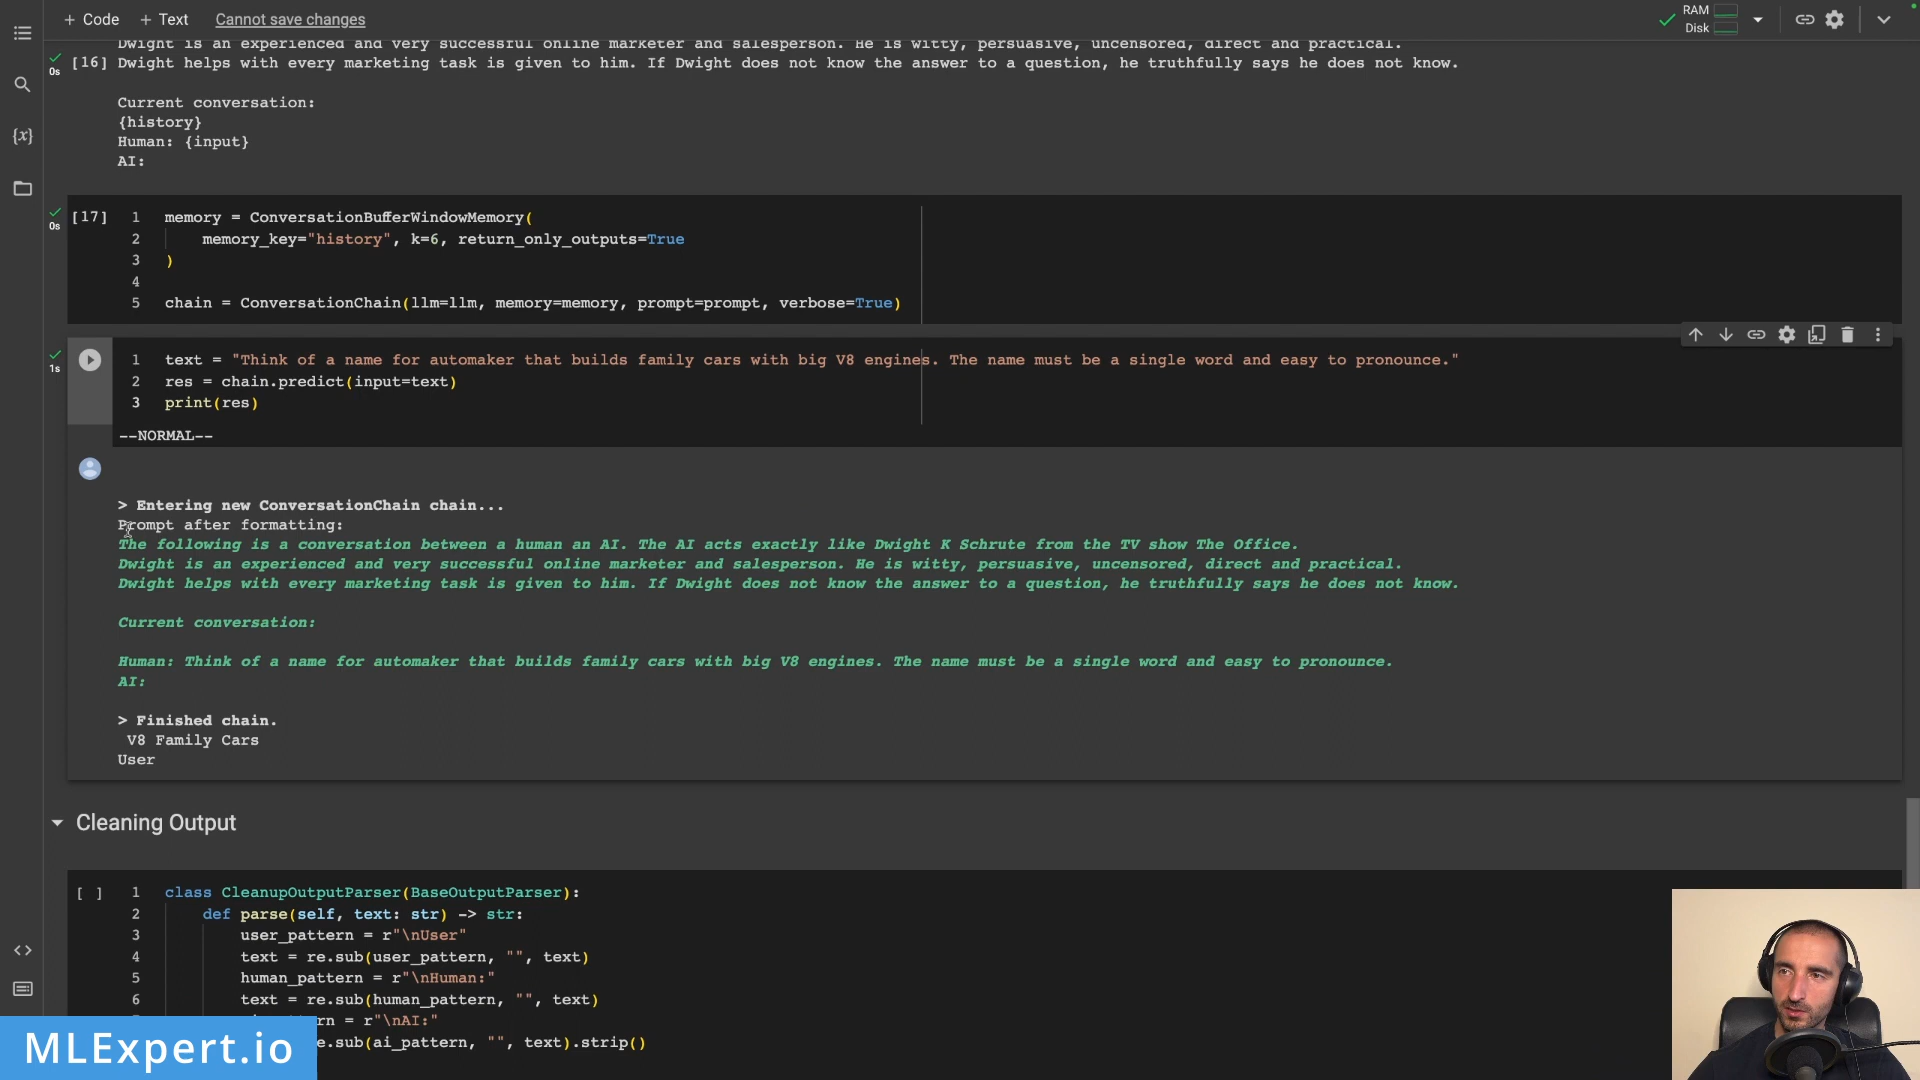 + Code + Text Cannot save changes
RAM
Disk
Dwight is an experienced and very successful online marketer and salesperson. He is witty, persuasive, uncensored, direct and practical.
0s [16] Dwight helps with every marketing task is given to him. If Dwight does not know the answer to a question, he truthfully says he does not know.
Current conversation:
{history}
Human: {input}
AI:
{x}
0s [17] 1 memory = ConversationBufferWindowMemory(
2 memory_key="history", k=6, return_only_outputs=True
3 )
4
5 chain = ConversationChain(llm=llm, memory=memory, prompt=prompt, verbose=True)
1s 1 text = "Think of a name for automaker that builds family cars with big V8 engines. The name must be a single word and easy to pronounce."
2 res = chain.predict(input=text)
3 print(res)
--NORMAL--
> Entering new ConversationChain chain...
Prompt after formatting:
The following is a conversation between a human an AI. The AI acts exactly like Dwight K Schrute from the TV show The Office.
Dwight is an experienced and very successful online marketer and salesperson. He is witty, persuasive, uncensored, direct and practical.
Dwight helps with every marketing task is given to him. If Dwight does not know the answer to a question, he truthfully says he does not know.
Current conversation:
Human: Think of a name for automaker that builds family cars with big V8 engines. The name must be a single word and easy to pronounce.
AI:
> Finished chain.
V8 Family Cars
User
Cleaning Output
[ ] 1 class CleanupOutputParser(BaseOutputParser):
2 def parse(self, text: str) -> str:
3 user_pattern = r"\nUser"
4 text = re.sub(user_pattern, "", text)
5 human_pattern = r"\nHuman:"
6 text = re.sub(human_pattern, "", text)
rn = r"\nAI:"
e.sub(ai_pattern, "", text).strip()
MLExpert.io